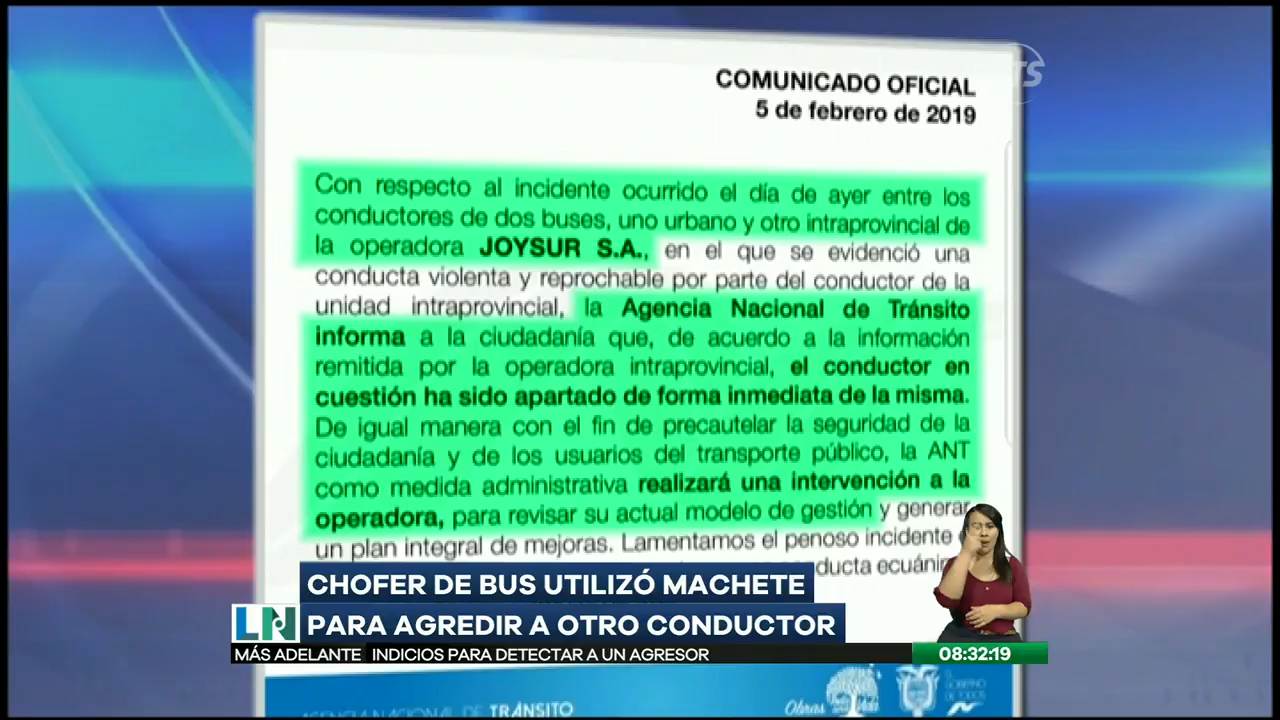 TS
COMUNICADO OFICIAL
5 de febrero de 2019
Con respecto al incidente ocurrido el día de ayer entre los
conductores de dos buses, uno urbano y otro intraprovincial de
la operadora JOYSUR S.A., en el que se evidenció una
conducta violenta y reprochable por parte del conductor de la
unidad intraprovincial, la Agencia Nacional de Tránsito
informa a la ciudadanía que, de acuerdo a la información
remitida por la operadora intraprovincial, el conductor en
cuestión ha sido apartado de forma inmediata de la misma.
De igual manera con el fin de precautelar la seguridad de la
ciudadanía y de los usuarios del transporte público, la ANT
como medida administrativa realizará una intervención a la
operadora, para revisar su actual modelo de gestión y generar
un plan integral de mejoras. Lamentamos el penoso incidente
conducta
CHOFER DE BUS UTILIZÓ MACHETE
LN PARA AGREDIR A OTRO CONDUCTOR
MÁS ADELANTE INDICIOS PARA DETECTAR A UN AGRESOR
08:32:19
AGENCIA NACIONAL DE TRÁNSITO